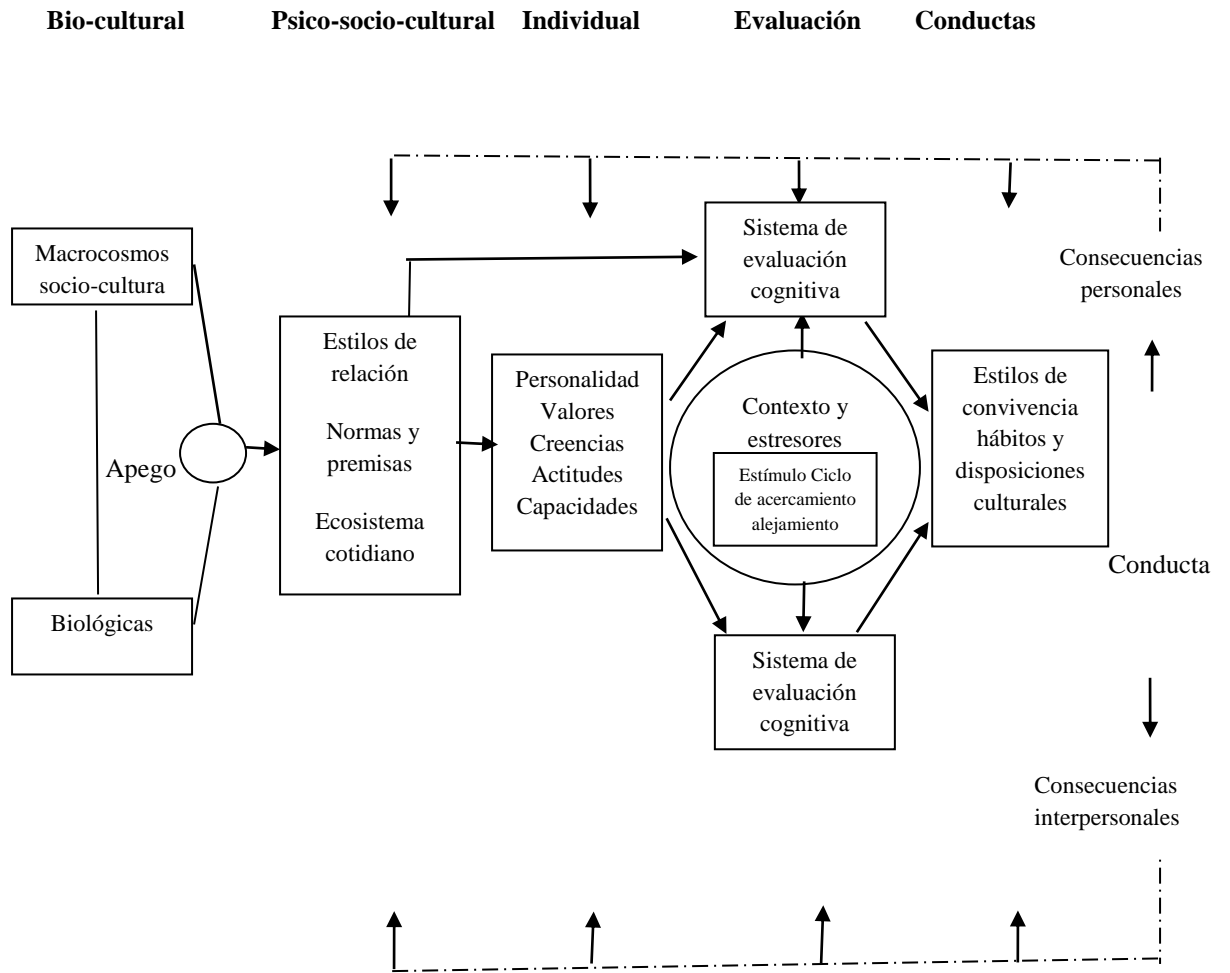 Bio-cultural Psico-socio-cultural Individual Evaluación Conductas
Macrocosmos
socio-cultura
Apego
Biológicas
Estilos de
relación
Normas y
premisas
Ecosistema
cotidiano
Personalidad
Valores
Creencias
Actitudes
Capacidades
Sistema de
evaluación
cognitiva
Contexto y
estresores
Estímulo Ciclo
de acercamiento
alejamiento
Sistema de
evaluación
cognitiva
Estilos de
convivencia
hábitos y
disposiciones
culturales
Consecuencias
personales
Conducta
Consecuencias
interpersonales